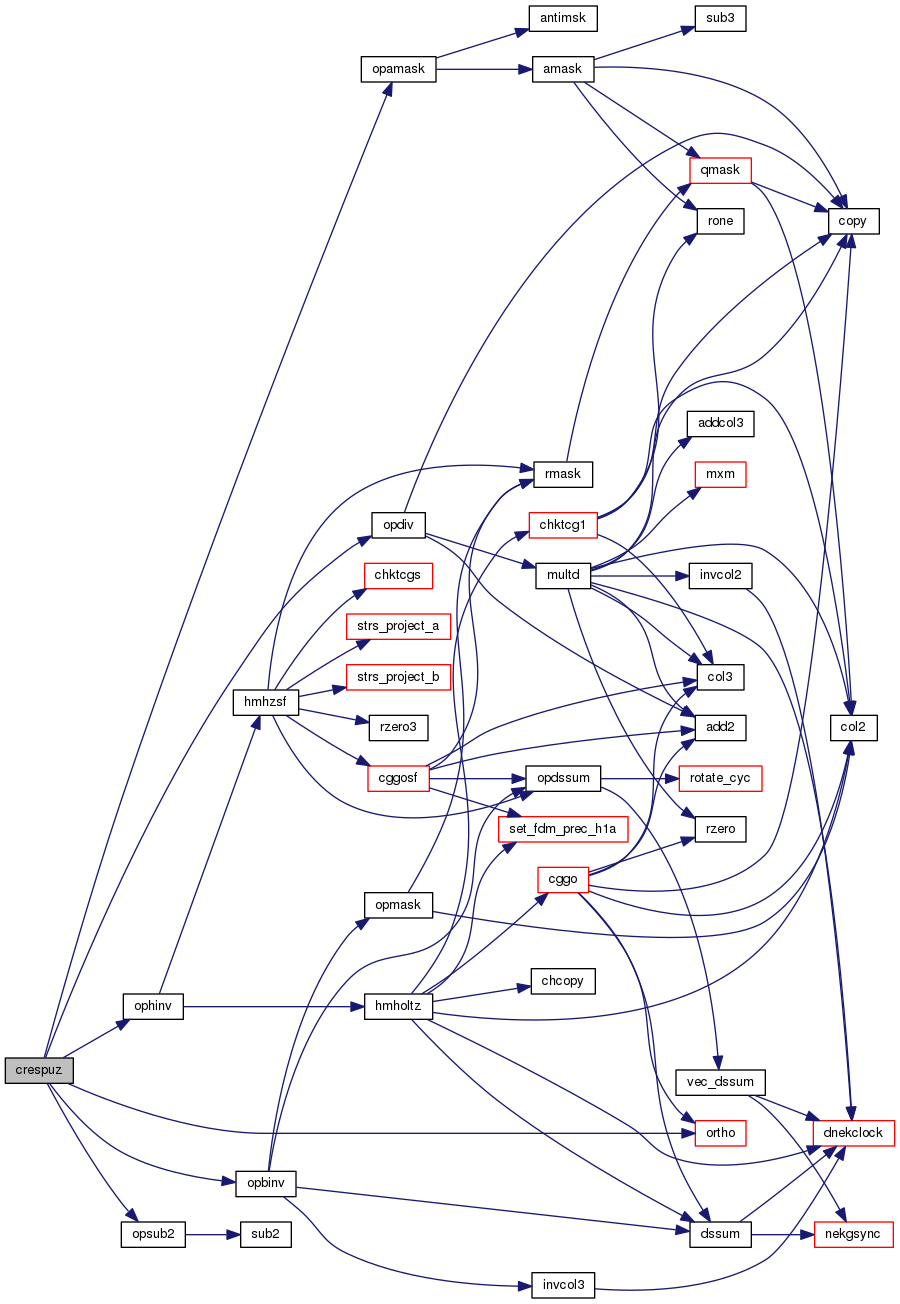 antimsk
sub3
opamask
amask
qmask
rone
copy
addcol3
rmask
mxm
opdiv
chktcg1
chktcgs
multd
invcol2
strs_project_a
strs_project_b
col3
hmhzsf
rzero3
add2
col2
cggosf
opdssum
rotate_cyc
set_fdm_prec_h1a
rzero
cggo
opmask
chcopy
ophinv
hmholtz
crespuz
vec_dssum
ortho
dnekclock
opbinv
opsub2
sub2
dssum
nekgsync
invcol3